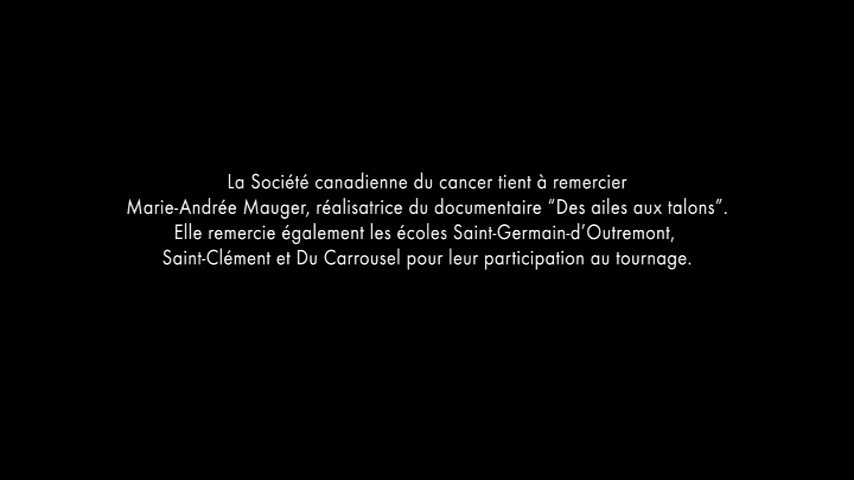 La Société canadienne du cancer tient à remercier
Marie-Andrée Mauger, réalisatrice du documentaire “Des ailes aux talons”.
Elle remercie également les écoles Saint-Germain-d’Outremont,
Saint-Clément et Du Carrousel pour leur participation au tournage.